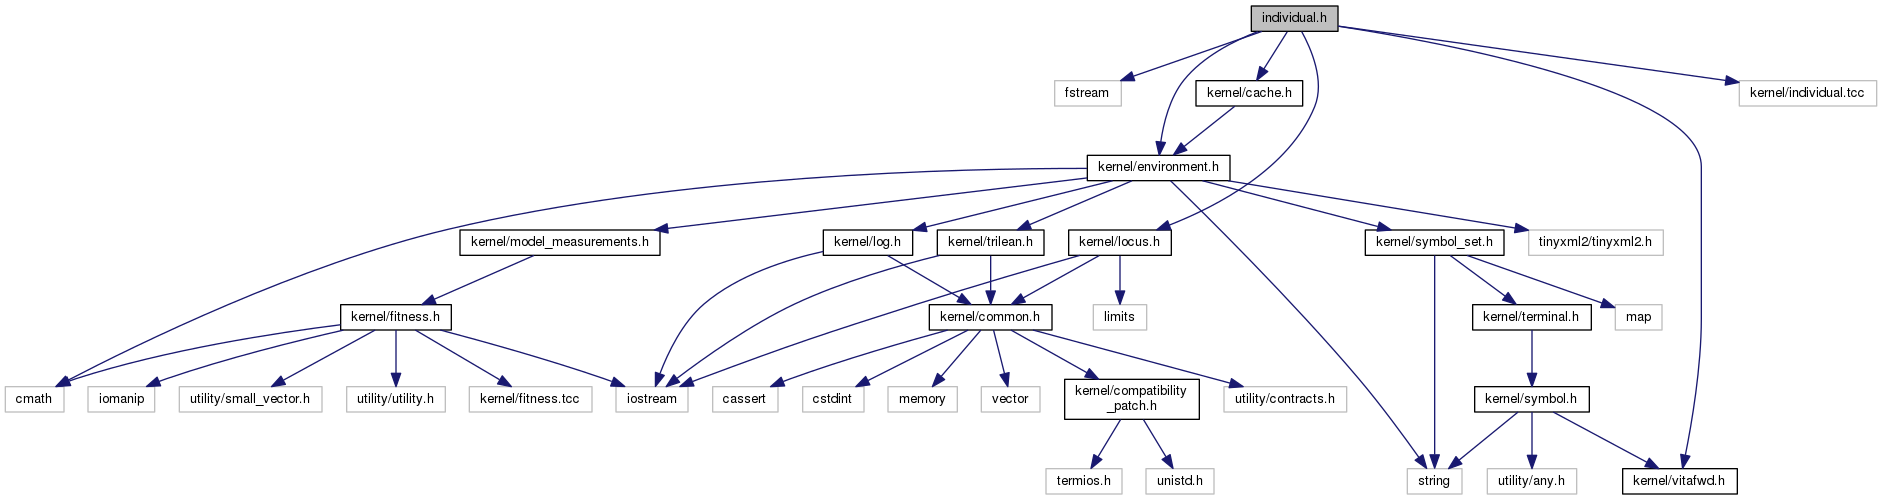 individual.h
fstream
kernel/cache.h
kernel/individual.tcc
kernel/environment.h
kernel/model_measurements.h
kernel/log.h
kernel/trilean.h
kernel/locus.h
kernel/symbol_set.h
tinyxml2/tinyxml2.h
kernel/fitness.h
kernel/common.h
limits
kernel/terminal.h
map
cmath
iomanip
utility/small_vector.h
utility/utility.h
kernel/fitness.tcc
iostream
cassert
cstdint
memory
vector
kernel/compatibility
_patch.h
utility/contracts.h
kernel/symbol.h
termios.h
unistd.h
string
utility/any.h
kernel/vitafwd.h